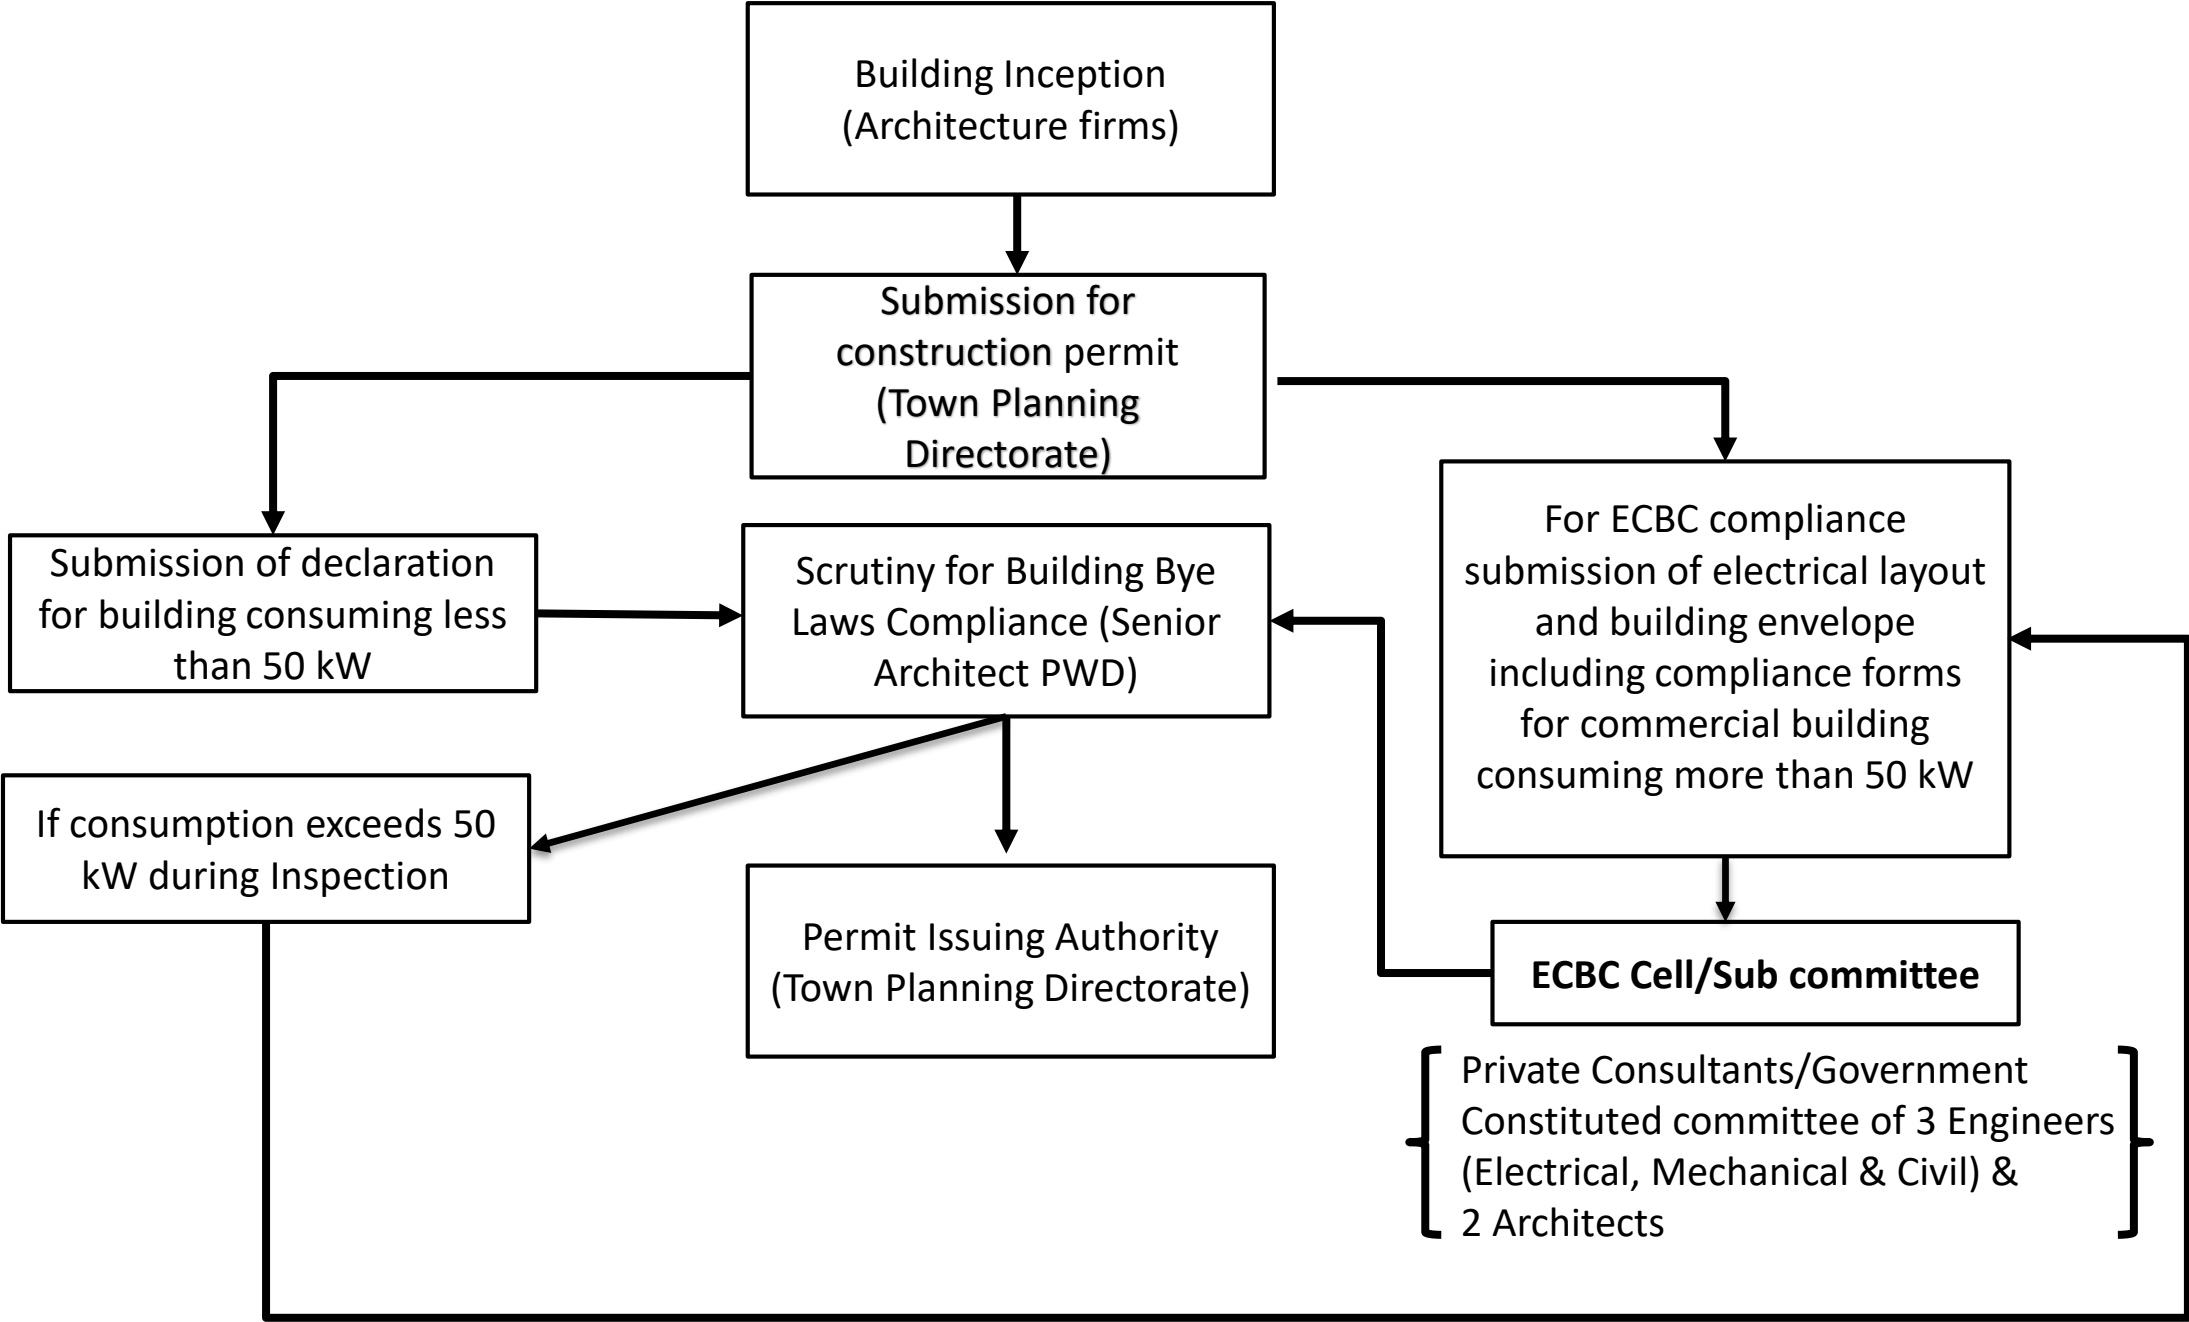 Building Inception
(Architecture firms)
Submission for
construction permit
(Town Planning
Directorate)
Submission of declaration
for building consuming less
than 50 kW
Scrutiny for Building Bye
Laws Compliance (Senior
Architect PWD)
For ECBC compliance
submission of electrical layout
and building envelope
including compliance forms
for commercial building
consuming more than 50 kW
If consumption exceeds 50
kW during Inspection
Permit Issuing Authority
(Town Planning Directorate)
ECBC Cell/Sub committee
Private Consultants/Government
Constituted committee of 3 Engineers
(Electrical, Mechanical & Civil) &
2 Architects